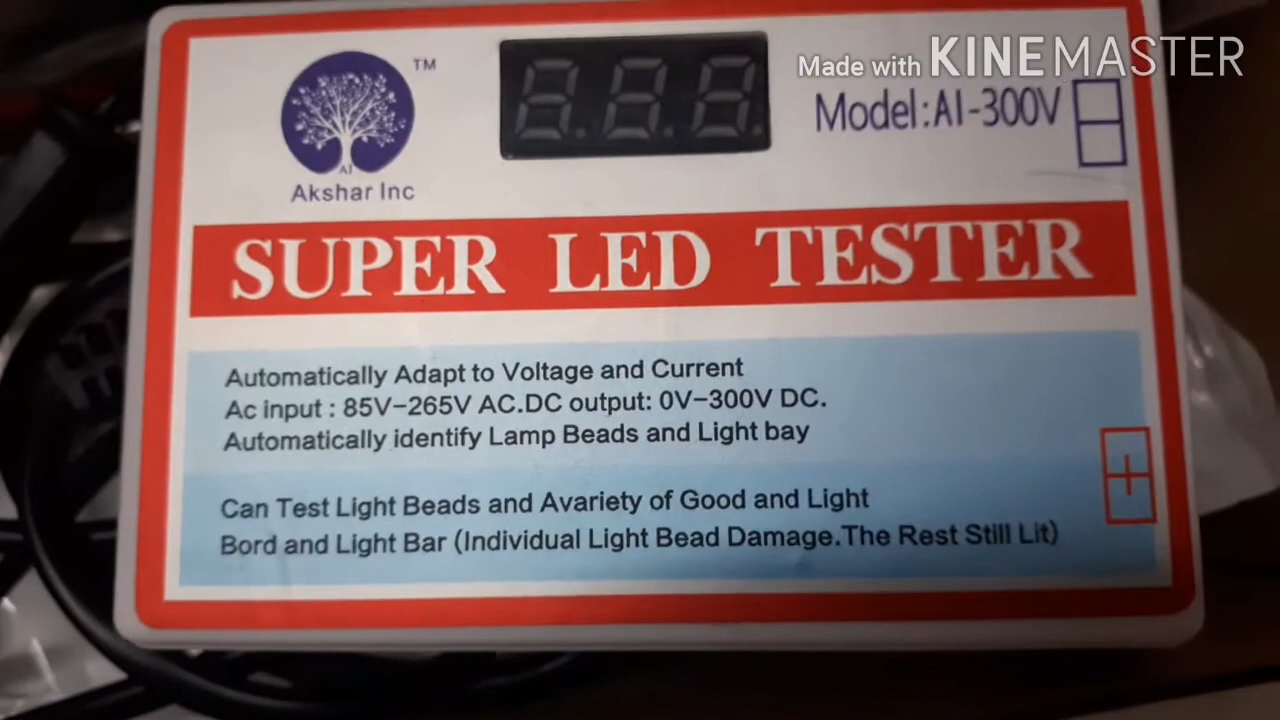 Made with KINEMASTER
TM
AI
Akshar Inc
Model:AI-300V
SUPER LED TESTER
Automatically Adapt to Voltage and Current
Ac input : 85V-265V AC.DC output: 0V-300V DC.
Automatically identify Lamp Beads and Light bay
Can Test Light Beads and Avariety of Good and Light
Bord and Light Bar (Individual Light Bead Damage.The Rest Still Lit)